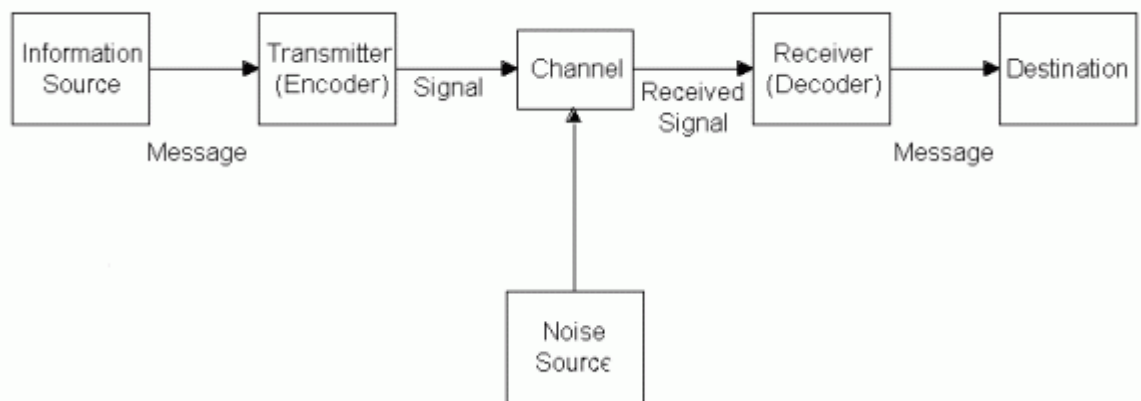 Information
Source
Transmitter
(Encoder)
Channel
Receiver
(Decoder)
Destination
Signal
Received
Signal
Message
Message
Noise
Source